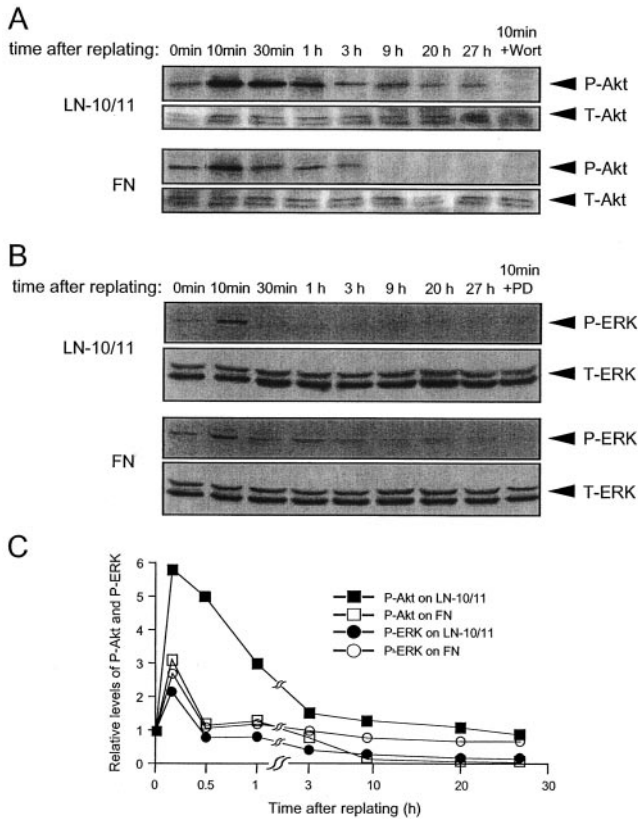 A
time after replating: 0min 10min 30min 1 h 3 h 9 h 20 h 27 h 10min +Wort
LN-10/11
P-Akt
T-Akt
FN
P-Akt
T-Akt
B
time after replating: 0min 10min 30min 1 h 3 h 9 h 20 h 27 h 10min +PD
LN-10/11
P-ERK
T-ERK
FN
P-ERK
T-ERK
C
Relative levels of P-Akt and P-ERK
6
5
4
3
2
1
0
P-Akt on LN-10/11
P-Akt on FN
P-ERK on LN-10/11
P-ERK on FN
0 0.5 1 3 10 20 30
Time after replating (h)